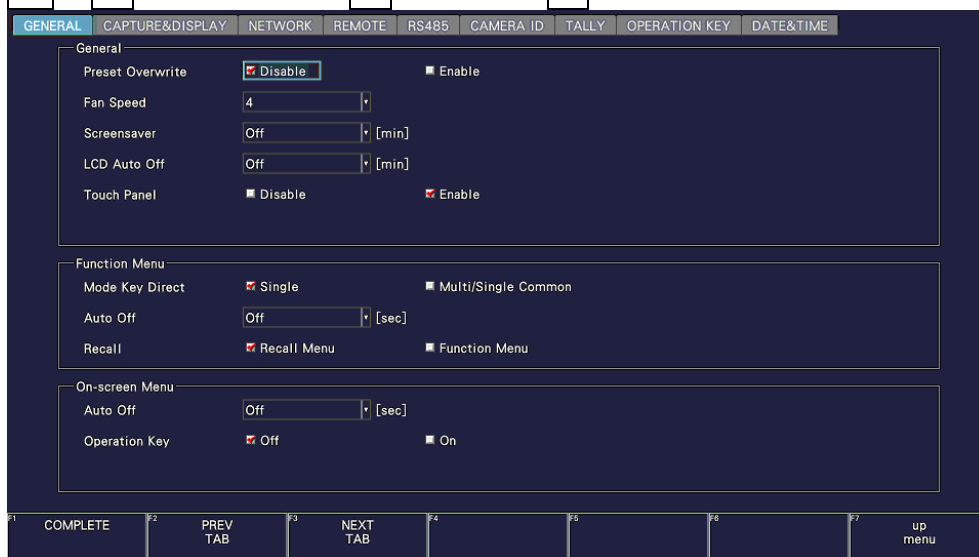 GENERAL CAPTURE&DISPLAY NETWORK REMOTE RS485 CAMERA ID TALLY OPERATION KEY DATE&TIME
General
Preset Overwrite Disable Enable
Fan Speed 4
Screensaver Off [min]
LCD Auto Off Off [min]
Touch Panel Disable Enable
Function Menu
Mode Key Direct Single Multi/Single Common
Auto Off Off [sec]
Recall Recall Menu Function Menu
On-screen Menu
Auto Off Off [sec]
Operation Key Off On
F1 COMPLETE F2 PREV TAB F3 NEXT TAB F4 F5 F6 F7 up menu